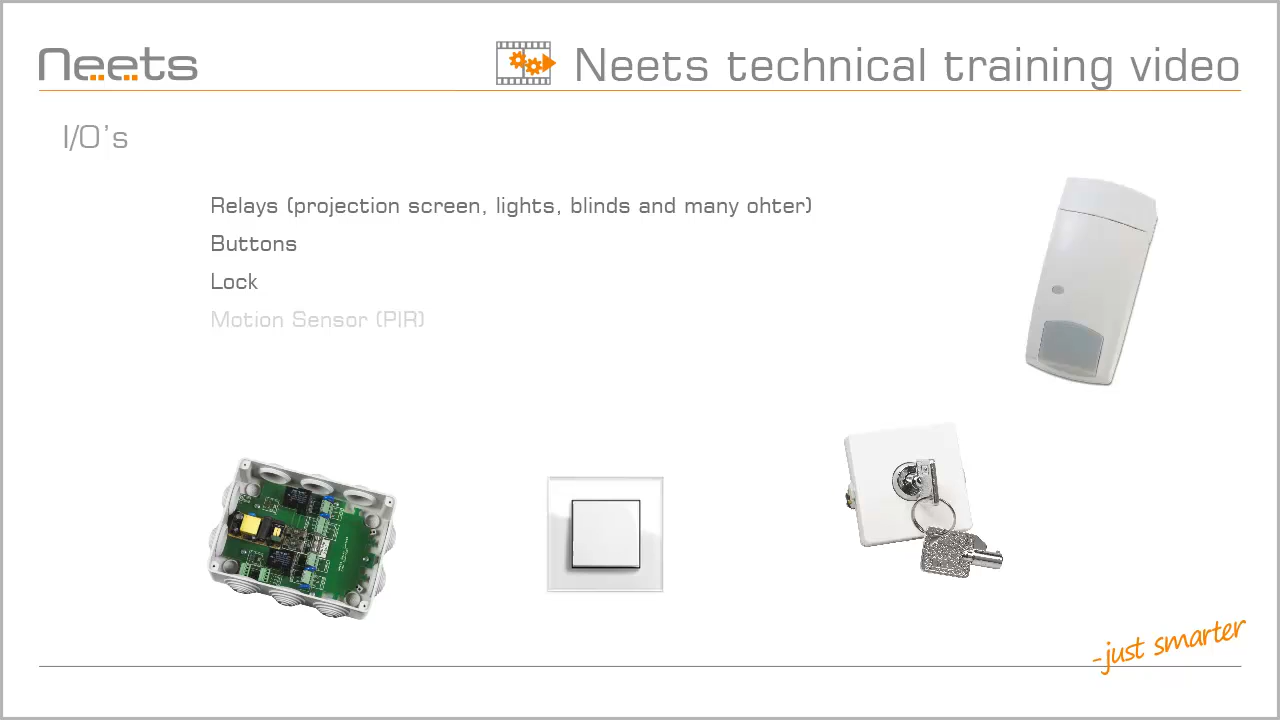 Neets
Neets technical training video
I/O's
Relays (projection screen, lights, blinds and many ohter)
Buttons
Lock
Motion Sensor (PIR)
-just smarter